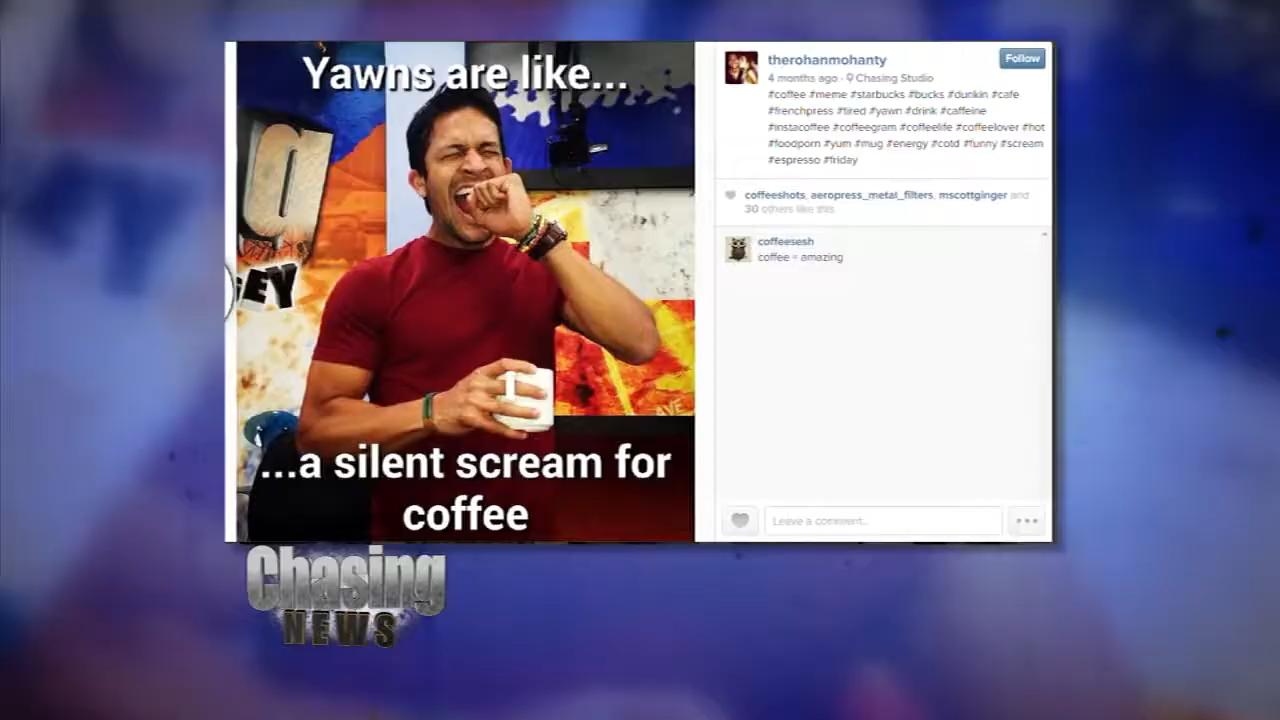 Yawns are like...
...a silent scream for
coffee
therohanmohanty
Follow
4 months ago · Chasing Studio
#coffee #meme #starbucks #bucks #dunkin #cafe
#frenchpress #tired #yawn #drink #caffeine
#instacoffee #coffeegram #coffeelife #coffeelover #hot
#foodporn #yum #mug #energy #cotd #funny #scream
#espresso #friday
coffeeshots, aeropress_metal_filters, mscottginger and
30 others like this
coffeesesh
coffee = amazing
Leave a comment...
Chasing
NEWS